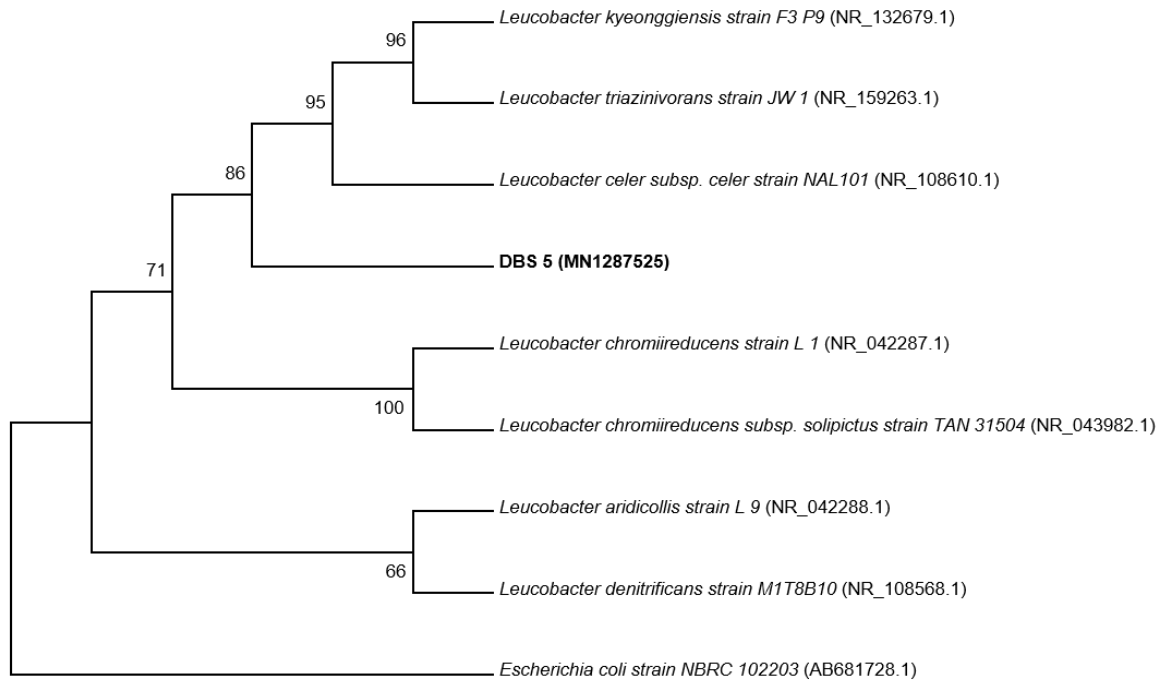 Leucobacter kyeonggiensis strain F3 P9 (NR_132679.1)
96
Leucobacter triazinivorans strain JW 1 (NR_159263.1)
95
Leucobacter celer subsp. celer strain NAL101 (NR_108610.1)
86
DBS 5 (MN1287525)
71
Leucobacter chromiireducens strain L 1 (NR_042287.1)
100
Leucobacter chromiireducens subsp. solipictus strain TAN 31504 (NR_043982.1)
Leucobacter aridicollis strain L 9 (NR_042288.1)
66
Leucobacter denitrificans strain M1T8B10 (NR_108568.1)
Escherichia coli strain NBRC 102203 (AB681728.1)